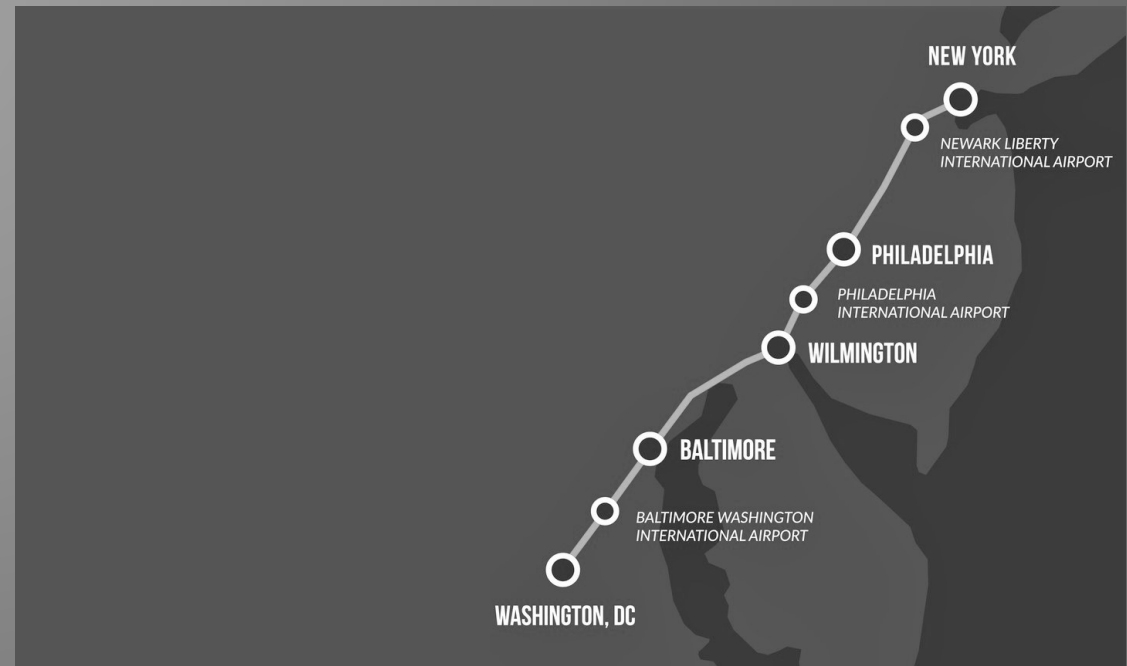 NEW YORK
NEWARK LIBERTY
INTERNATIONAL AIRPORT
PHILADELPHIA
PHILADELPHIA
INTERNATIONAL AIRPORT
WILMINGTON
BALTIMORE
BALTIMORE WASHINGTON
INTERNATIONAL AIRPORT
WASHINGTON, DC